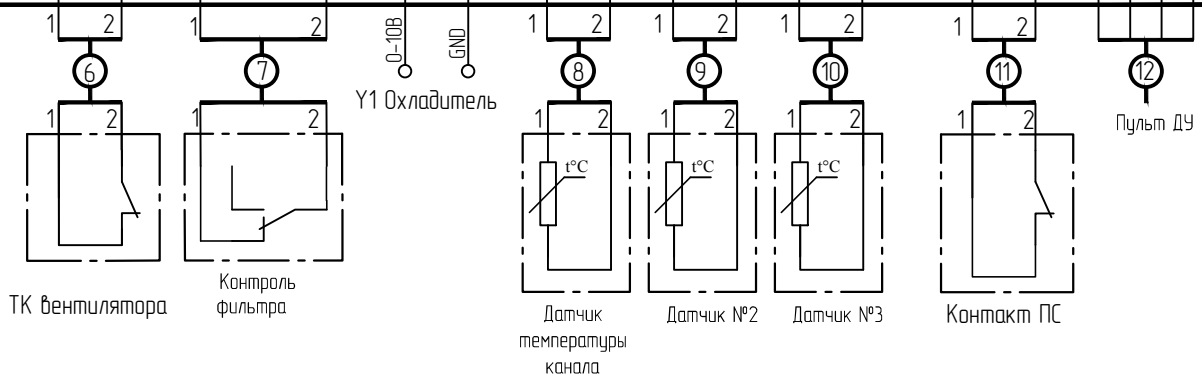 1 2 1 2 1 2 1 2 1 2 1 2
0-10В GND
6 7 8 9 10 11 12
Y1 Охладитель
Пульт ДУ
1 2 1 2 1 2 1 2 1 2 1 2
t°C t°C t°C
ТК вентилятора
Контроль
фильтра
Датчик
температуры
канала
Датчик №2
Датчик №3
Контакт ПС